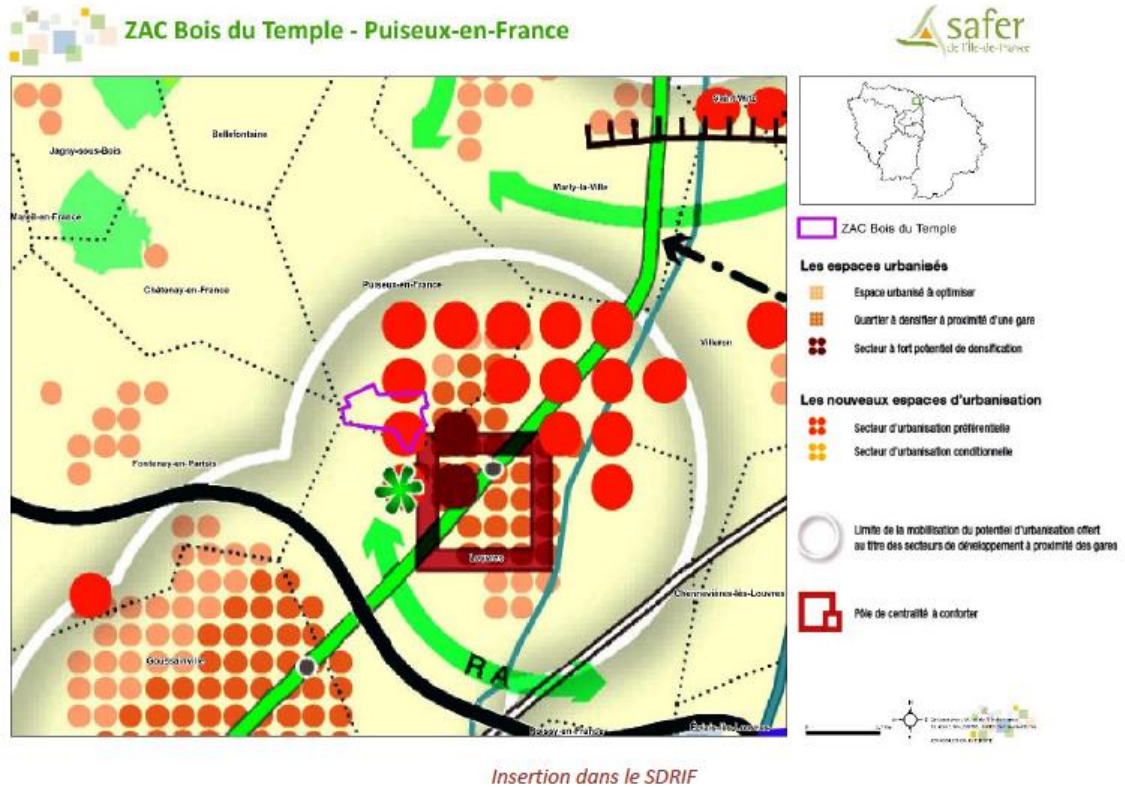 ZAC Bois du Temple - Puiseux-en-France
safer
de l'Île-de-France
Saint-Witz
Bellefontaine
Jagny-sous-Bois
Marly-la-Ville
Mareil-en-France
Châtenay-en-France
Puiseux-en-France
Villeron
Fontenay-en-Parisis
Louvres
Chennevières-lès-Louvres
Goussainville
RA
Roissy-en-France
Épiais-lès-Louvres
ZAC Bois du Temple
Les espaces urbanisés
Espace urbanisé à optimiser
Quartier à densifier à proximité d'une gare
Secteur à fort potentiel de densification
Les nouveaux espaces d'urbanisation
Secteur d'urbanisation préférentielle
Secteur d'urbanisation conditionnelle
Limite de la mobilisation du potentiel d'urbanisation offert
au titre des secteurs de développement à proximité des gares
Pôle de centralité à conforter
Insertion dans le SDRIF